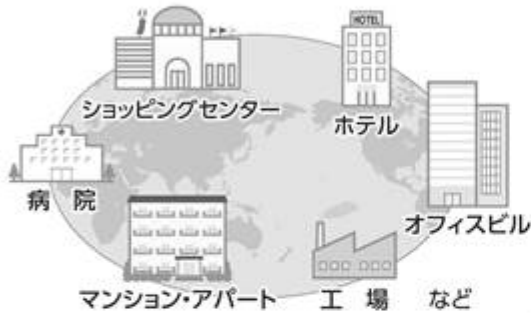 HOTEL
ショッピングセンター
ホテル
病　院
オフィスビル
マンション・アパート
工　場　など